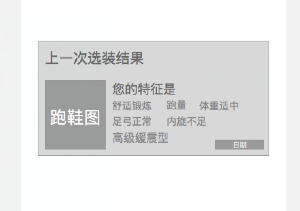 上一次选装结果
跑鞋图
您的特征是
舒适锻炼 跑量 体重适中
足弓正常 内旋不足
高级缓震型
日期